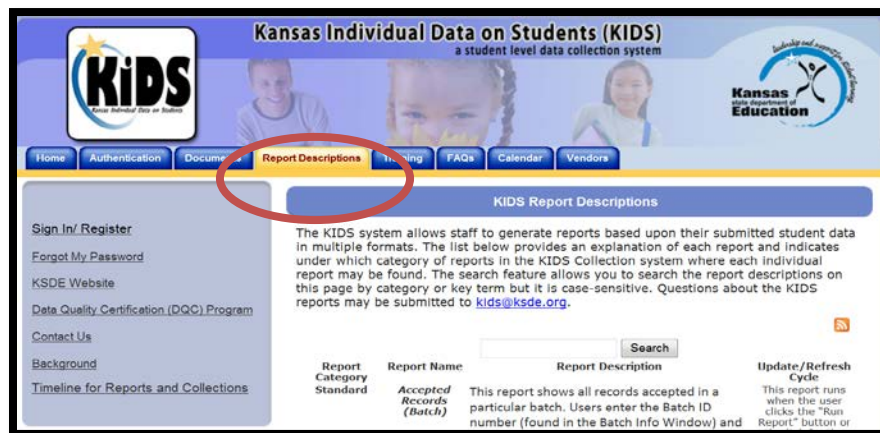 Kansas Individual Data on Students (KIDS)
a student level data collection system
KiDS
Kansas Individual Data on Students
Kansas
state department of
Education
Home Authentication Documents Report Descriptions Training FAQs Calendar Vendors
Sign In/ Register
Forgot My Password
KSDE Website
Data Quality Certification (DQC) Program
Contact Us
Background
Timeline for Reports and Collections
KIDS Report Descriptions
The KIDS system allows staff to generate reports based upon their submitted student data
in multiple formats. The list below provides an explanation of each report and indicates
under which category of reports in the KIDS Collection system where each individual
report may be found. The search feature allows you to search the report descriptions on
this page by category or key term but it is case-sensitive. Questions about the KIDS
reports may be submitted to kids@ksde.org.
Search
Report Category
Report Name
Report Description
Update/Refresh Cycle
Standard
Accepted
Records
(Batch)
This report shows all records accepted in a
particular batch. Users enter the Batch ID
number (found in the Batch Info Window) and
This report runs
when the user
clicks the "Run
Report" button or